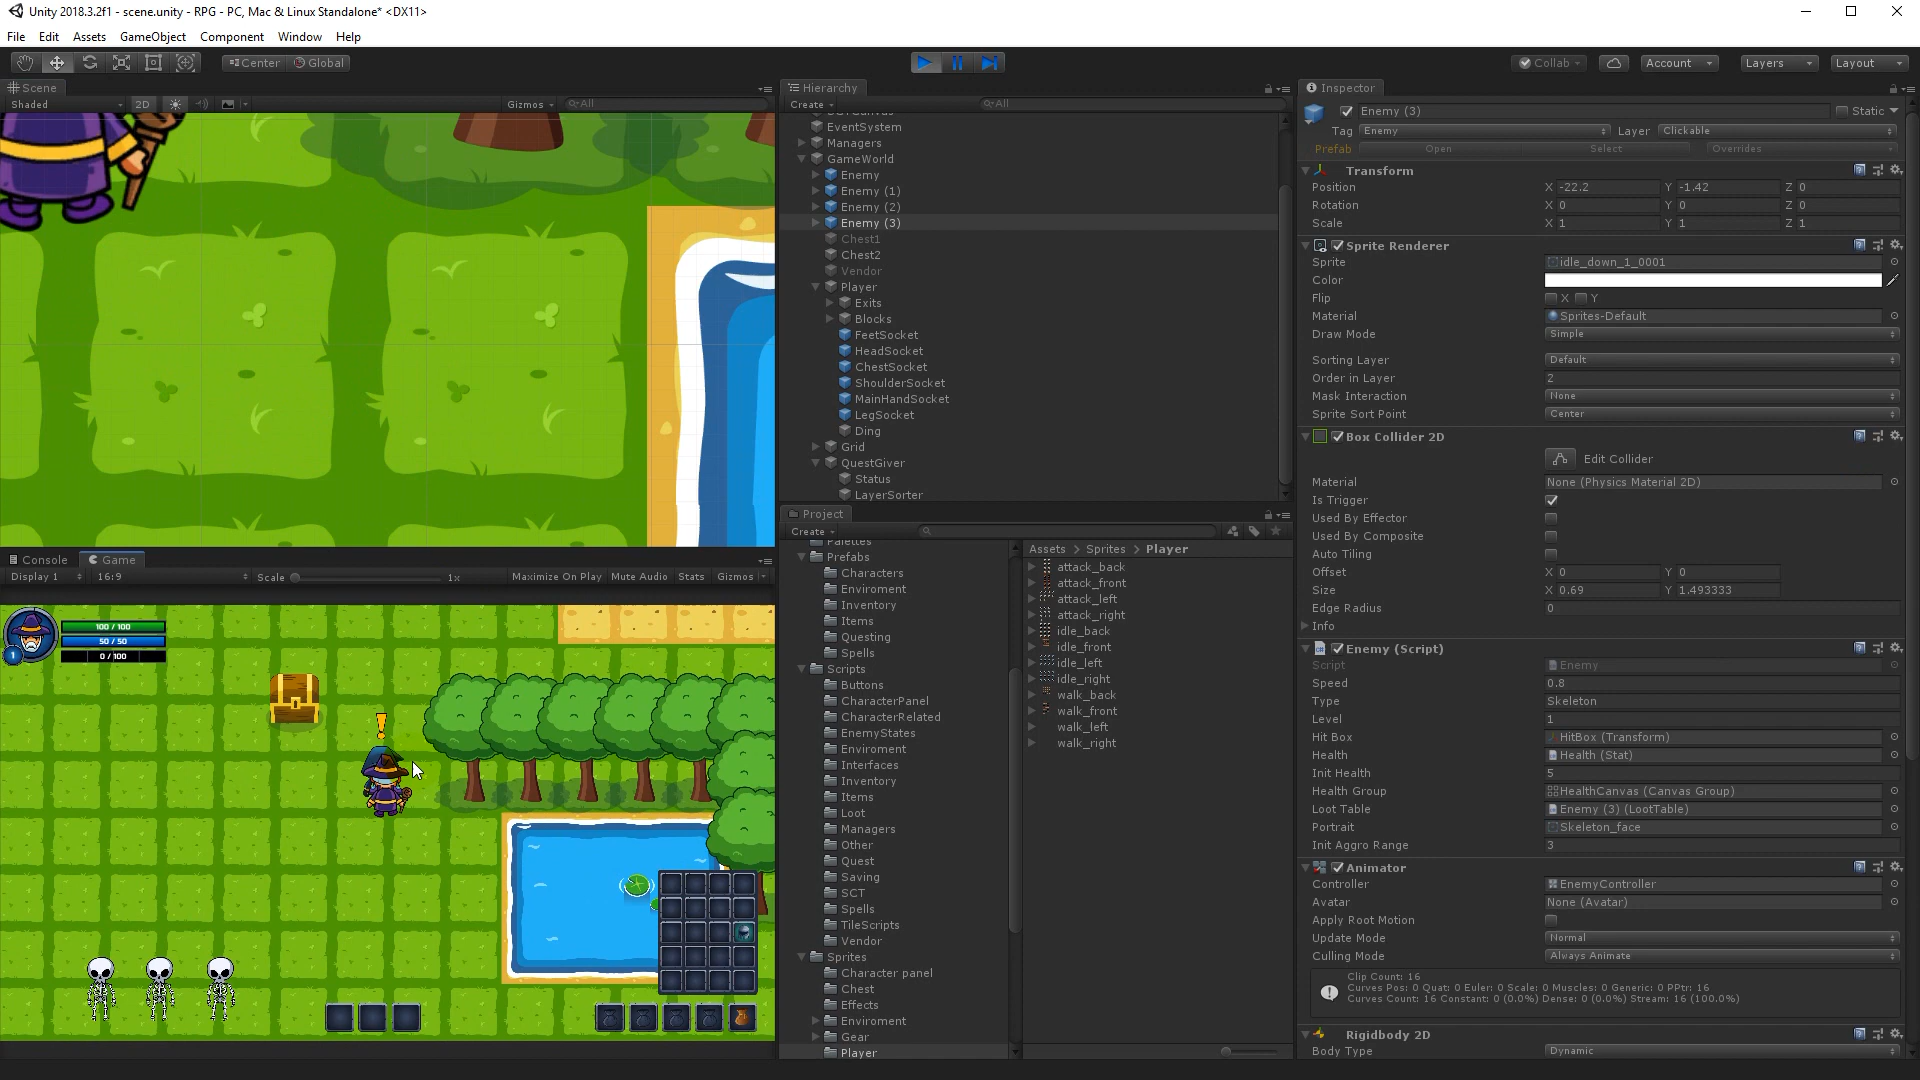 Unity 2018.3.2f1 - scene.unity - RPG - PC, Mac & Linux Standalone* <DX11>
File Edit Assets GameObject Component Window Help
Center Global Collab Account Layers Layout
Scene
Shaded 2D Gizmos All
Hierarchy
Create All
EventSystem
Managers
GameWorld
Enemy
Enemy (1)
Enemy (2)
Enemy (3)
Chest1
Chest2
Vendor
Player
Exits
Blocks
FeetSocket
HeadSocket
ChestSocket
ShoulderSocket
MainHandSocket
LegSocket
Ding
Grid
QuestGiver
Status
LayerSorter
Console Game
Display 1 16:9 Scale 1x Maximize On Play Mute Audio Stats Gizmos
100 / 100
50 / 50
0 / 100
1
Project
Create
Palettes
Prefabs
Characters
Enviroment
Inventory
Items
Questing
Spells
Scripts
Buttons
CharacterPanel
CharacterRelated
EnemyStates
Enviroment
Interfaces
Inventory
Items
Loot
Managers
Other
Quest
Saving
SCT
Spells
TileScripts
Vendor
Sprites
Character panel
Chest
Effects
Enviroment
Gear
Player
Assets Sprites Player
attack_back
attack_front
attack_left
attack_right
idle_back
idle_front
idle_left
idle_right
walk_back
walk_front
walk_left
walk_right
Inspector
Enemy (3) Static
Tag Enemy Layer Clickable
Prefab Open Select Overrides
Transform
Position X -22.2 Y -1.42 Z 0
Rotation X 0 Y 0 Z 0
Scale X 1 Y 1 Z 1
Sprite Renderer
Sprite idle_down_1_0001
Color
Flip X Y
Material Sprites-Default
Draw Mode Simple
Sorting Layer Default
Order in Layer 2
Mask Interaction None
Sprite Sort Point Center
Box Collider 2D
Edit Collider
Material None (Physics Material 2D)
Is Trigger
Used By Effector
Used By Composite
Auto Tiling
Offset X 0 Y 0
Size X 0.69 Y 1.493333
Edge Radius 0
Info
Enemy (Script)
Script Enemy
Speed 0.8
Type Skeleton
Level 1
Hit Box HitBox (Transform)
Health Health (Stat)
Init Health 5
Health Group HealthCanvas (Canvas Group)
Loot Table Enemy (3) (LootTable)
Portrait Skeleton_face
Init Aggro Range 3
Animator
Controller EnemyController
Avatar None (Avatar)
Apply Root Motion
Update Mode Normal
Culling Mode Always Animate
Clip Count: 16
Curves Pos: 0 Quat: 0 Euler: 0 Scale: 0 Muscles: 0 Generic: 0 PPtr: 16
Curves Count: 16 Constant: 0 (0.0%) Dense: 0 (0.0%) Stream: 16 (100.0%)
Rigidbody 2D
Body Type Dynamic